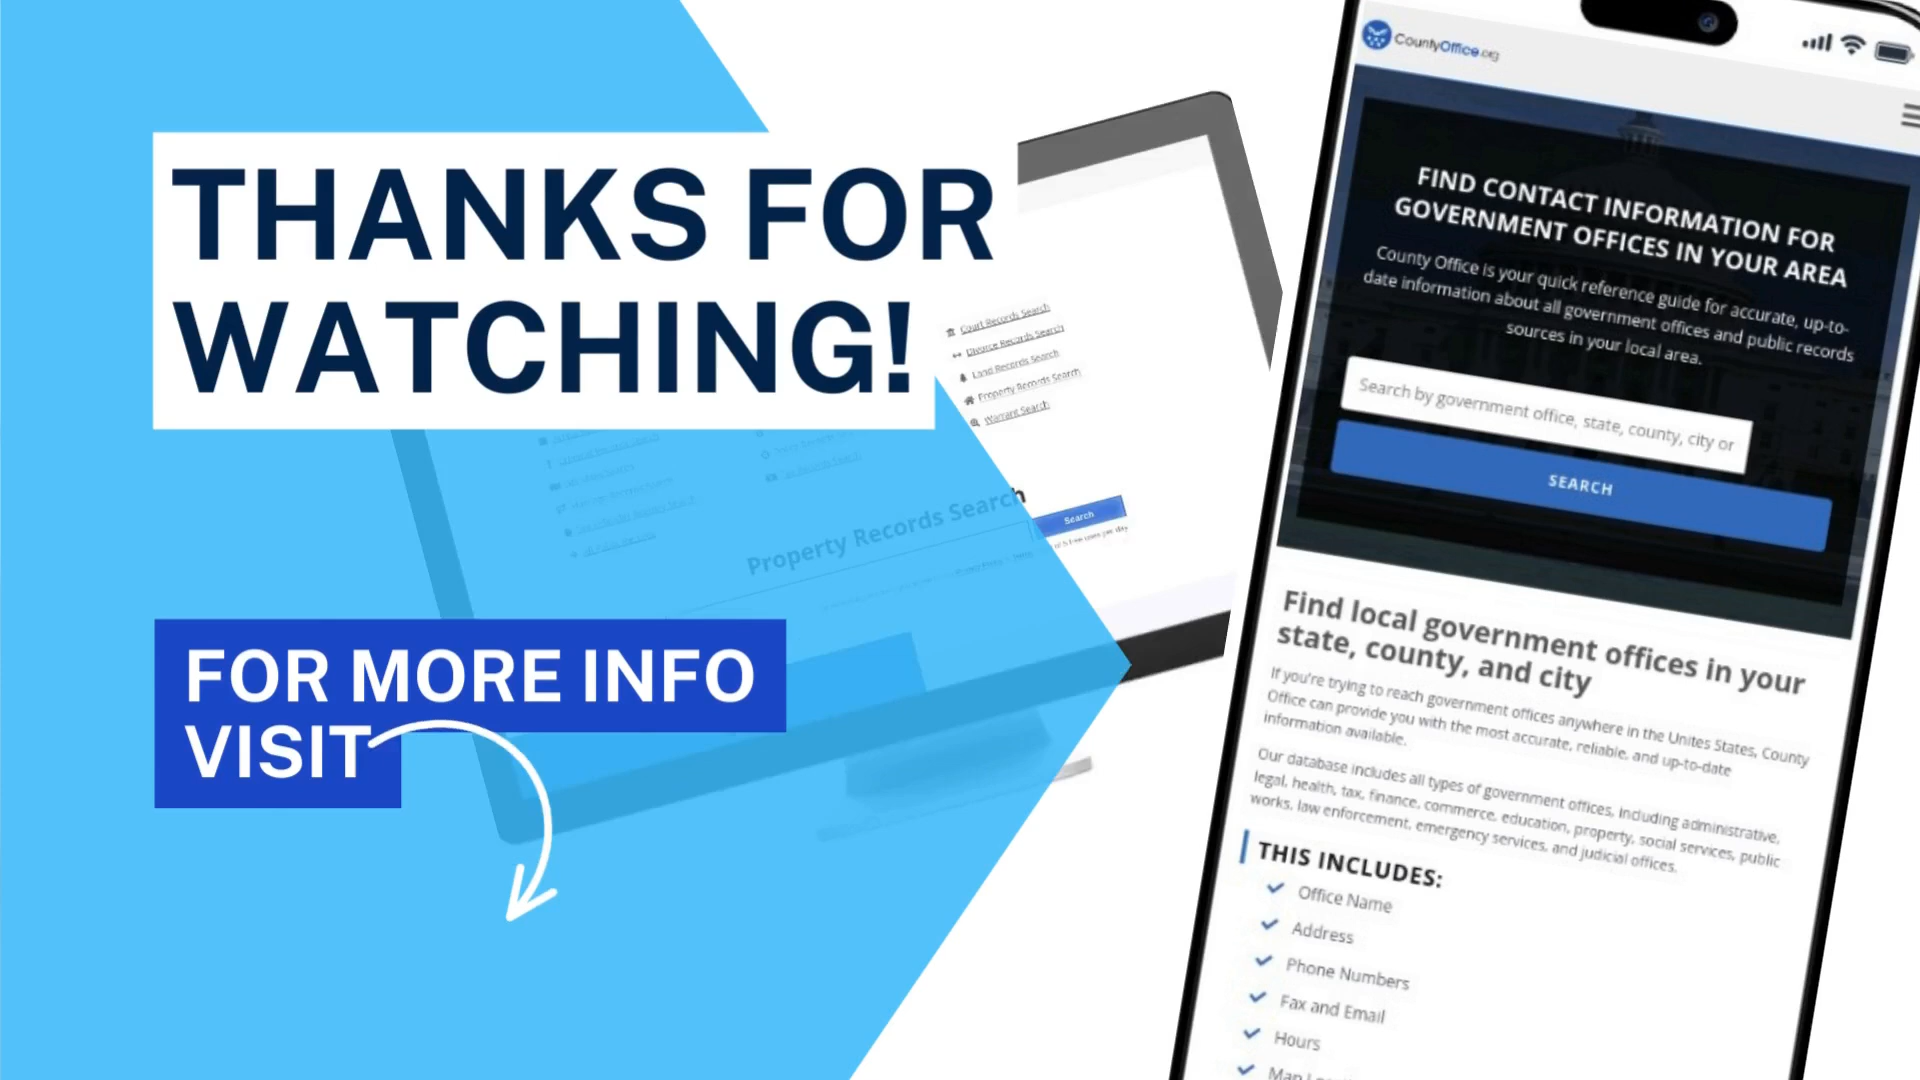 THANKS FOR
WATCHING!
FOR MORE INFO
VISIT
Court Records Search
Divorce Records Search
Land Records Search
Property Records Search
Warrant Search
Property Records Search
Search
CountyOffice.org
FIND CONTACT INFORMATION FOR
GOVERNMENT OFFICES IN YOUR AREA
County Office is your quick reference guide for accurate, up-to-
date information about all government offices and public records
sources in your local area.
Search by government office, state, county, city or
SEARCH
Find local government offices in your
state, county, and city
If you're trying to reach government offices anywhere in the Unites States, County
Office can provide you with the most accurate, reliable, and up-to-date
information available.
Our database includes all types of government offices, including administrative,
legal, health, tax, finance, commerce, education, property, social services, public
works, law enforcement, emergency services, and judicial offices.
THIS INCLUDES:
Office Name
Address
Phone Numbers
Fax and Email
Hours